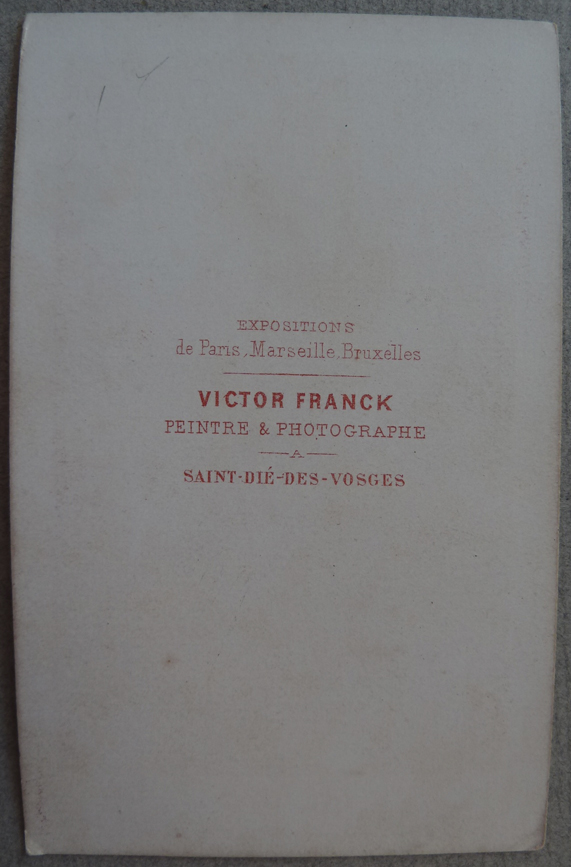 EXPOSITIONS
de Paris, Marseille, Bruxelles
VICTOR FRANCK
PEINTRE & PHOTOGRAPHE
A
SAINT-DIÉ-DES-VOSGES